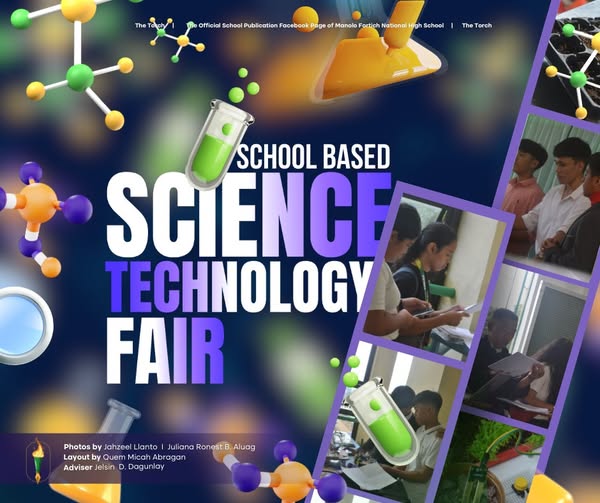 The Torch | The Official School Publication Facebook Page of Manolo Fortich National High School | The Torch
SCHOOL BASED
SCIENCE
TECHNOLOGY
FAIR
Photos by Jahzeel Llanto | Juliana Ronest B. Aluag
Layout by Quem Micah Abragan
Adviser Jelsin D. Dagunlay